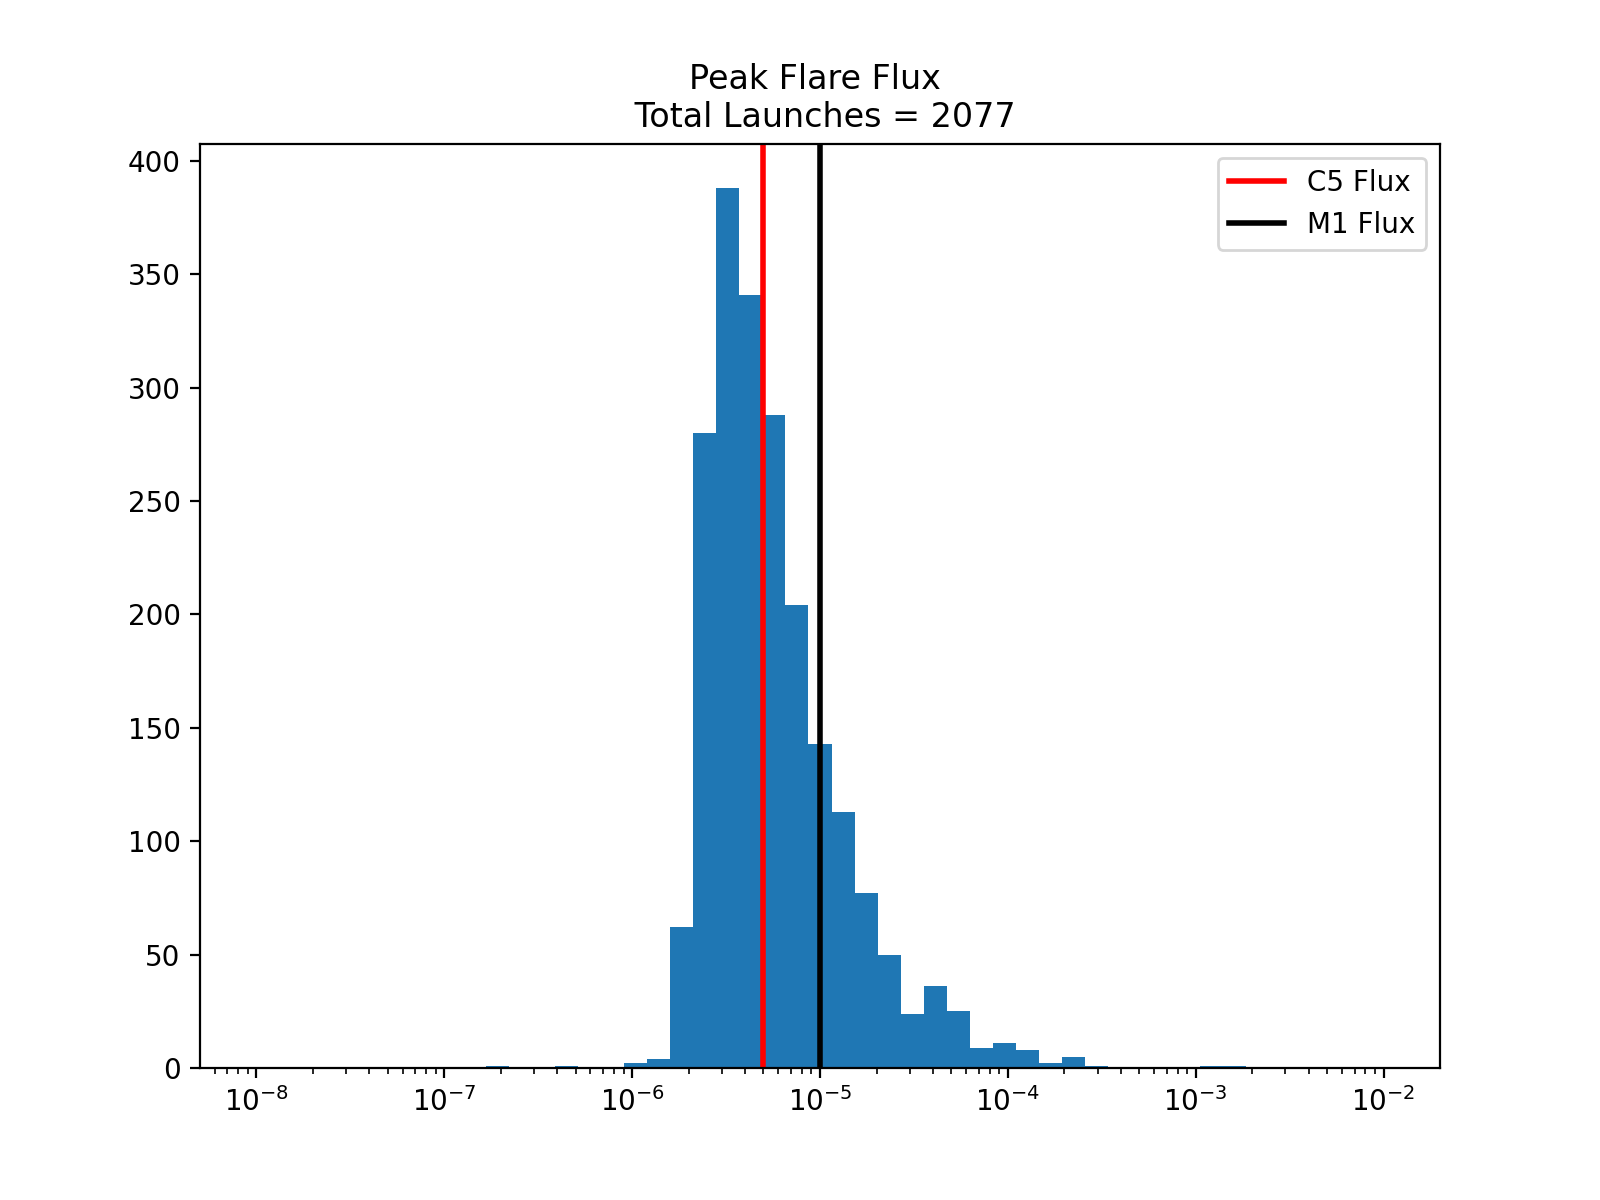 Peak Flare Flux
Total Launches = 2077
C5 Flux
M1 Flux
400
350
300
250
200
150
100
50
0
10⁻⁸ 10⁻⁷ 10⁻⁶ 10⁻⁵ 10⁻⁴ 10⁻³ 10⁻²